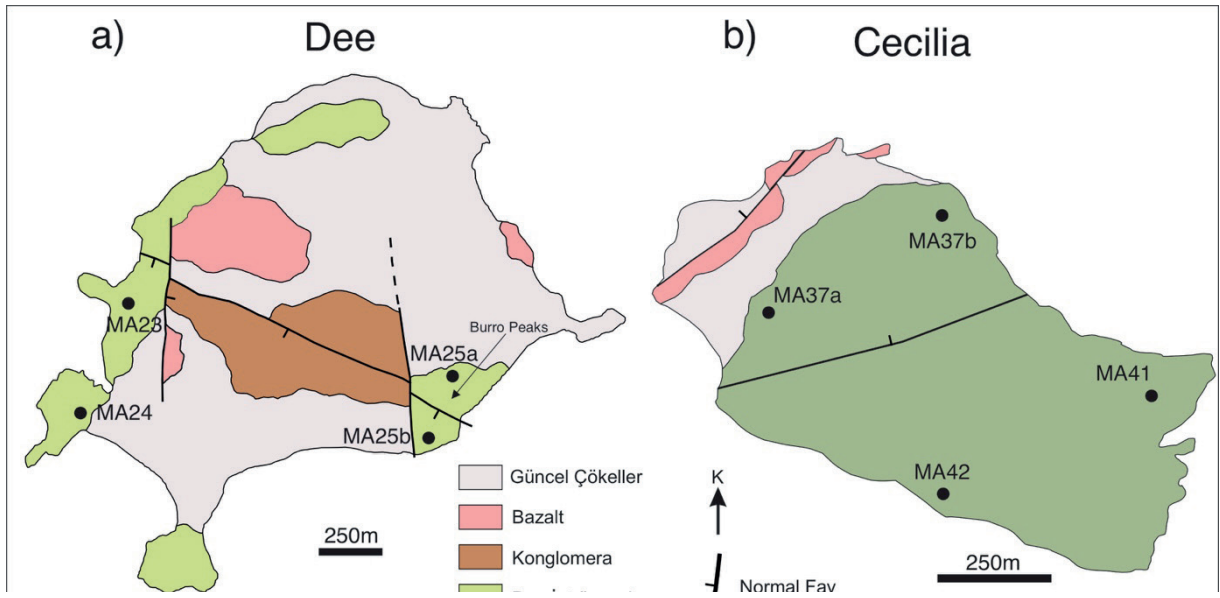 a) Dee
b) Cecilia
MA37b
MA37a
MA23
Burro Peaks
MA25a
MA41
MA24
MA25b
MA42
Güncel Çökeller
K
Bazalt
250m
Konglomera
250m
Normal Fay